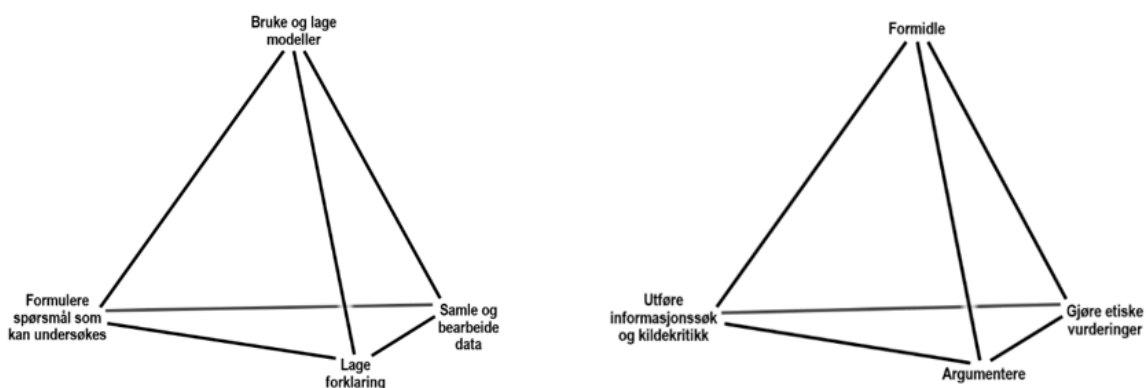 Bruke og lage
modeller
Formulere
spørsmål som
kan undersøkes
Samle og
bearbeide
data
Lage
forklaring
Formidle
Utføre
informasjonssøk
og kildekritikk
Gjøre etiske
vurderinger
Argumentere